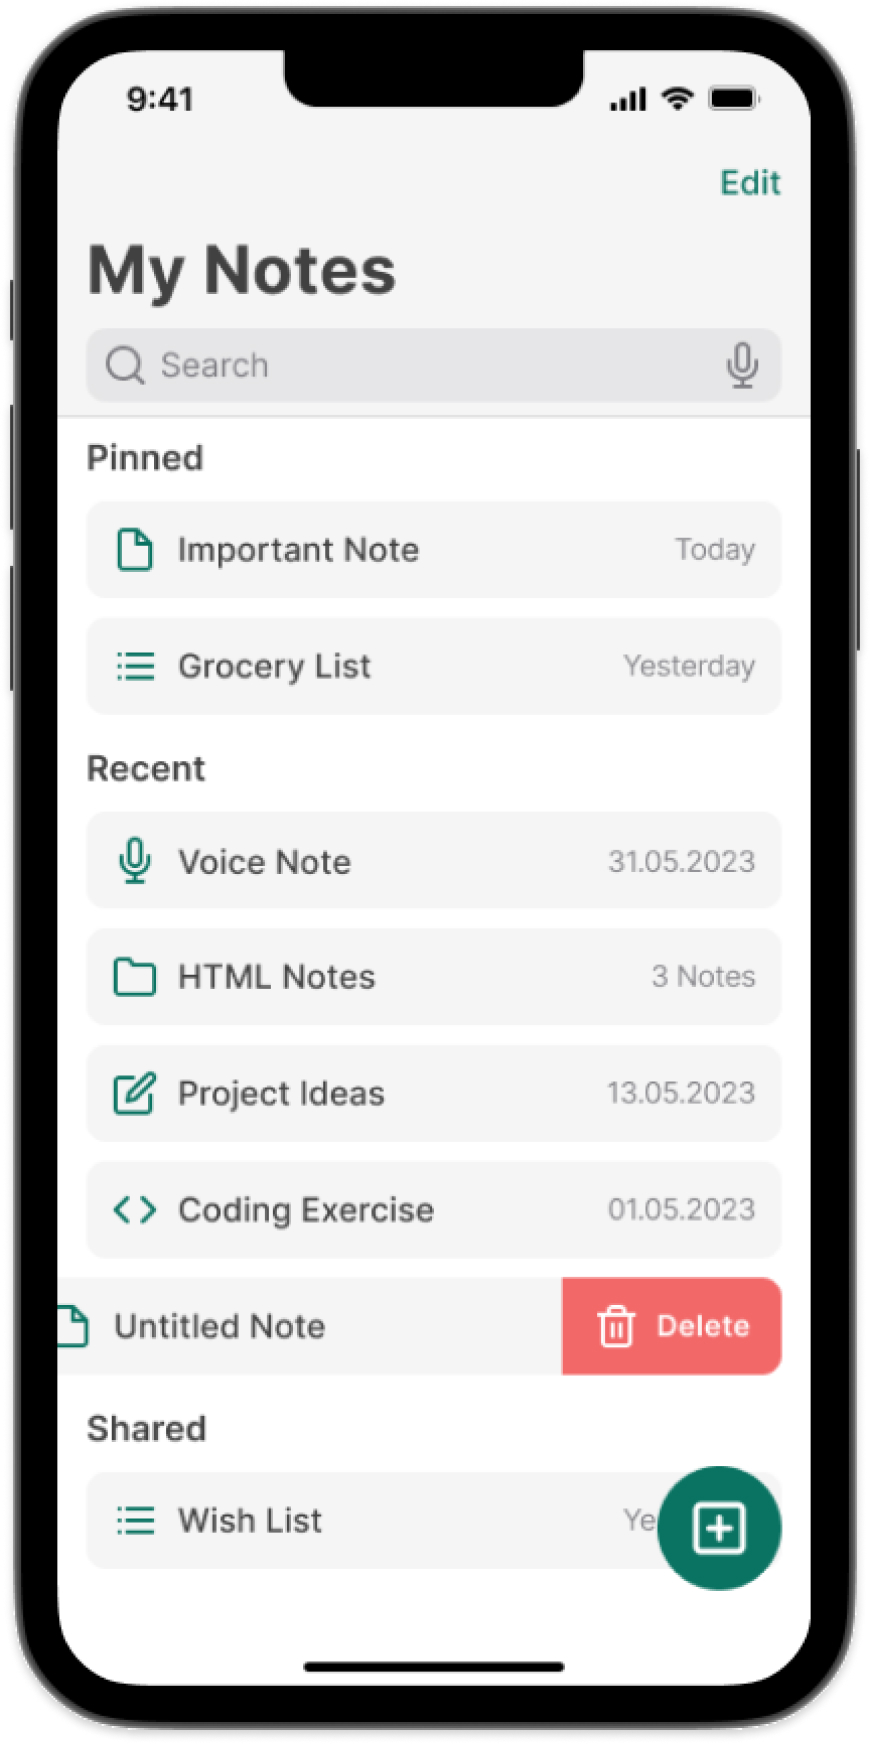 9:41
Edit
My Notes
Search
Pinned
Important Note Today
Grocery List Yesterday
Recent
Voice Note 31.05.2023
HTML Notes 3 Notes
Project Ideas 13.05.2023
Coding Exercise 01.05.2023
Untitled Note Delete
Shared
Wish List Ye